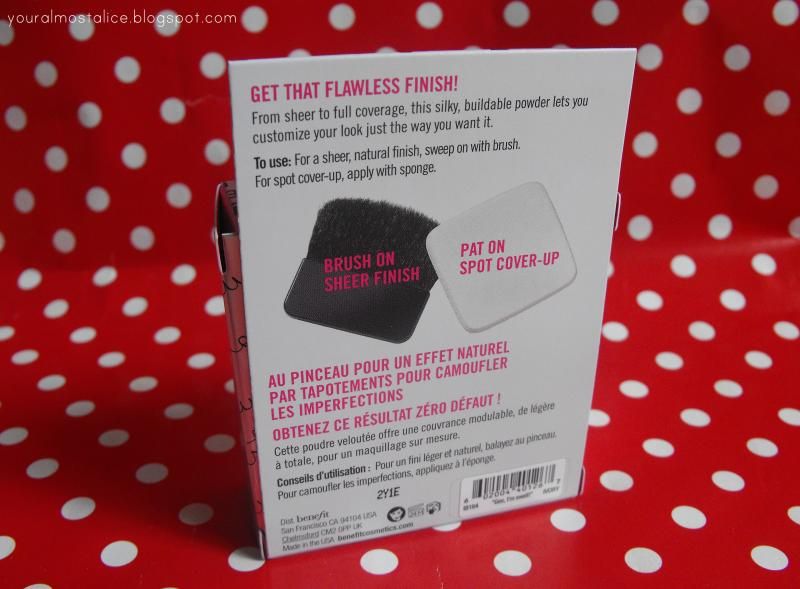 youralmostalice.blogspot.com
GET THAT FLAWLESS FINISH!
From sheer to full coverage, this silky, buildable powder lets you
customize your look just the way you want it.
To use: For a sheer, natural finish, sweep on with brush.
For spot cover-up, apply with sponge.
BRUSH ON
SHEER FINISH
PAT ON
SPOT COVER-UP
AU PINCEAU POUR UN EFFET NATUREL
PAR TAPOTEMENTS POUR CAMOUFLER
LES IMPERFECTIONS
OBTENEZ CE RÉSULTAT ZÉRO DÉFAUT !
Cette poudre veloutée offre une couvrance modulable, de légère
à totale, pour un maquillage sur mesure.
Conseils d'utilisation : Pour un fini léger et naturel, balayez au pinceau.
Pour camoufler les imperfections, appliquez à l'éponge.
2Y1E
Dist. benefit
San Francisco CA 94104 USA
Chelmsford CM2 0PP UK
Made in the USA benefitcosmetics.com
IVORY